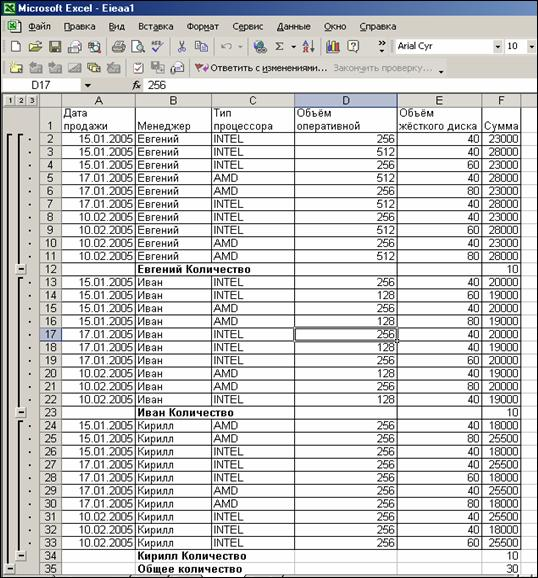 Microsoft Excel - Eieaa1
Файл Правка Вид Вставка Формат Сервис Данные Окно Справка
Arial Cyr 10
Ответить с изменениями... Закончить проверку...
D17 fx 256
1 2 3 A B C D E F
1 Дата продажи Менеджер Тип процессора Объём оперативной Объём жёсткого диска Сумма
2 15.01.2005 Евгений INTEL 256 40 23000
3 15.01.2005 Евгений INTEL 512 40 28000
4 15.01.2005 Евгений INTEL 256 60 23000
5 17.01.2005 Евгений AMD 512 40 28000
6 17.01.2005 Евгений AMD 256 80 23000
7 17.01.2005 Евгений INTEL 512 40 28000
8 10.02.2005 Евгений INTEL 256 40 23000
9 10.02.2005 Евгений INTEL 512 60 28000
10 10.02.2005 Евгений AMD 256 40 23000
11 10.02.2005 Евгений AMD 512 80 28000
12 Евгений Количество 10
13 15.01.2005 Иван INTEL 256 40 20000
14 15.01.2005 Иван INTEL 128 60 19000
15 15.01.2005 Иван AMD 256 40 20000
16 15.01.2005 Иван AMD 128 80 19000
17 17.01.2005 Иван INTEL 256 40 20000
18 17.01.2005 Иван INTEL 128 40 19000
19 17.01.2005 Иван INTEL 256 60 20000
20 10.02.2005 Иван AMD 128 40 19000
21 10.02.2005 Иван AMD 256 80 20000
22 10.02.2005 Иван INTEL 128 40 19000
23 Иван Количество 10
24 15.01.2005 Кирилл AMD 256 40 18000
25 15.01.2005 Кирилл AMD 256 80 25500
26 15.01.2005 Кирилл INTEL 256 40 18000
27 17.01.2005 Кирилл INTEL 256 40 25500
28 17.01.2005 Кирилл INTEL 256 60 18000
29 17.01.2005 Кирилл AMD 256 40 25500
30 17.01.2005 Кирилл AMD 256 80 18000
31 10.02.2005 Кирилл INTEL 256 40 25500
32 10.02.2005 Кирилл INTEL 256 40 18000
33 10.02.2005 Кирилл INTEL 256 60 25500
34 Кирилл Количество 10
35 Общее количество 30